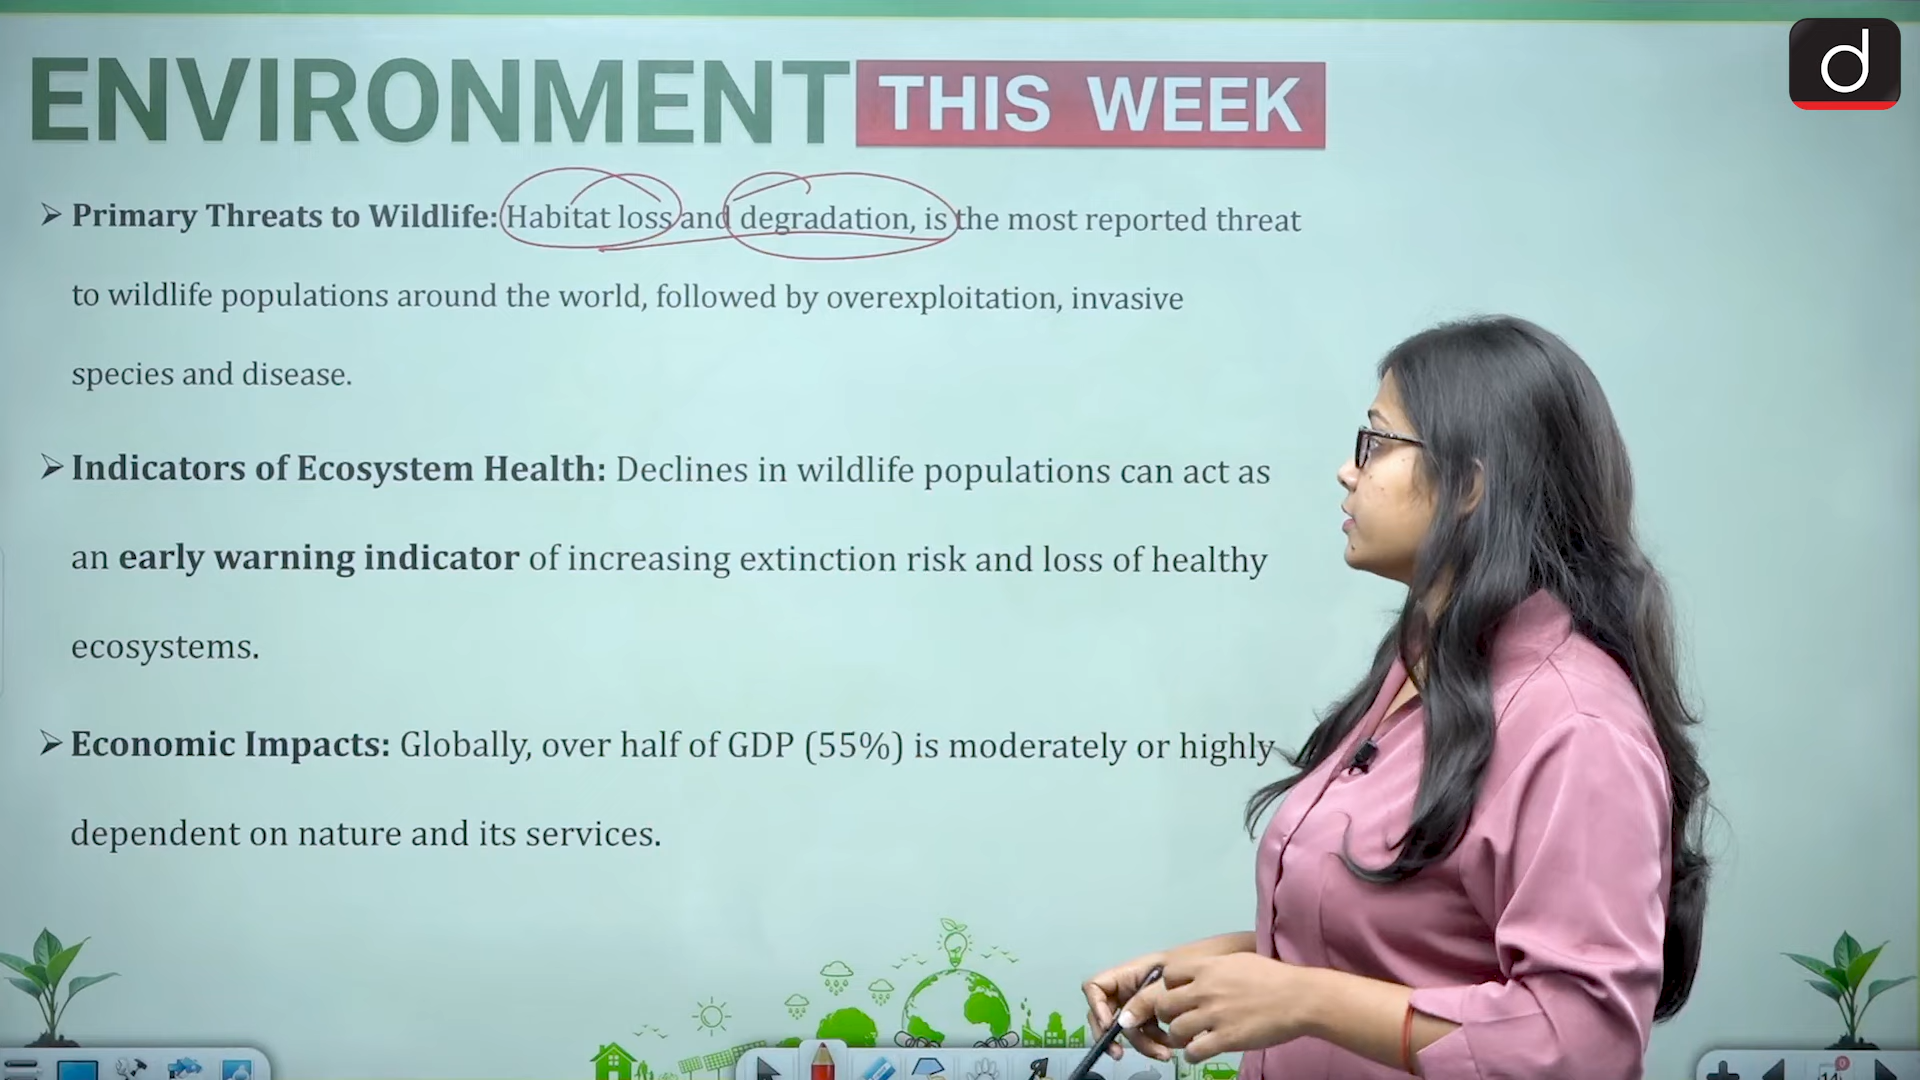 ENVIRONMENT THIS WEEK
d
➢ Primary Threats to Wildlife: Habitat loss and degradation, is the most reported threat
to wildlife populations around the world, followed by overexploitation, invasive
species and disease.
➢ Indicators of Ecosystem Health: Declines in wildlife populations can act as
an early warning indicator of increasing extinction risk and loss of healthy
ecosystems.
➢ Economic Impacts: Globally, over half of GDP (55%) is moderately or highly
dependent on nature and its services.